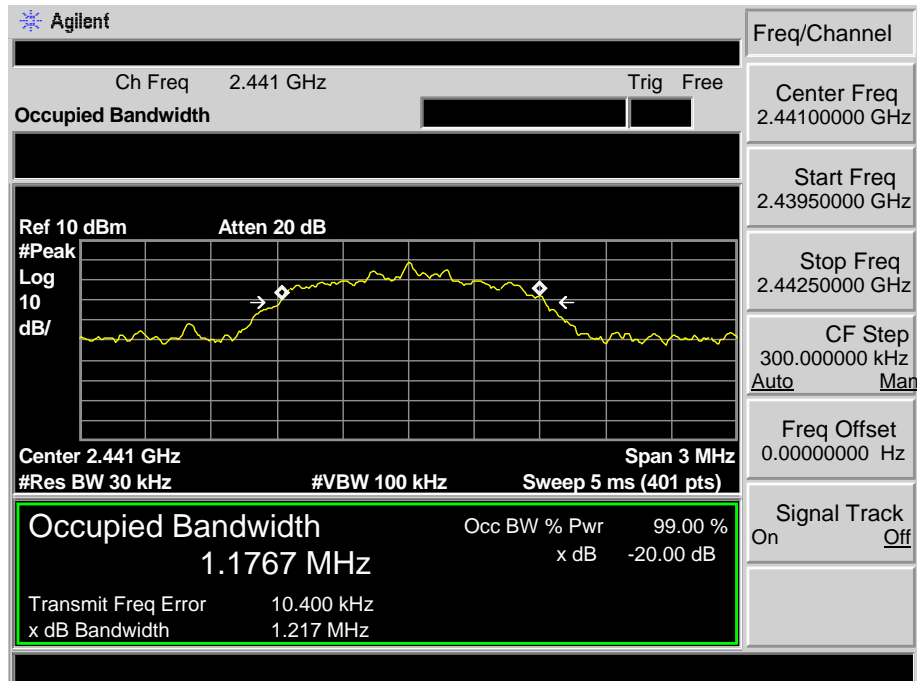 Agilent
Freq/Channel
Ch Freq 2.441 GHz Trig Free
Occupied Bandwidth
Center Freq
2.44100000 GHz
Start Freq
2.43950000 GHz
Stop Freq
2.44250000 GHz
CF Step
300.000000 kHz
Auto Man
Freq Offset
0.00000000 Hz
Signal Track
On Off
Ref 10 dBm Atten 20 dB
#Peak
Log
10
dB/
Center 2.441 GHz Span 3 MHz
#Res BW 30 kHz #VBW 100 kHz Sweep 5 ms (401 pts)
Occupied Bandwidth Occ BW % Pwr 99.00 %
1.1767 MHz x dB -20.00 dB
Transmit Freq Error 10.400 kHz
x dB Bandwidth 1.217 MHz